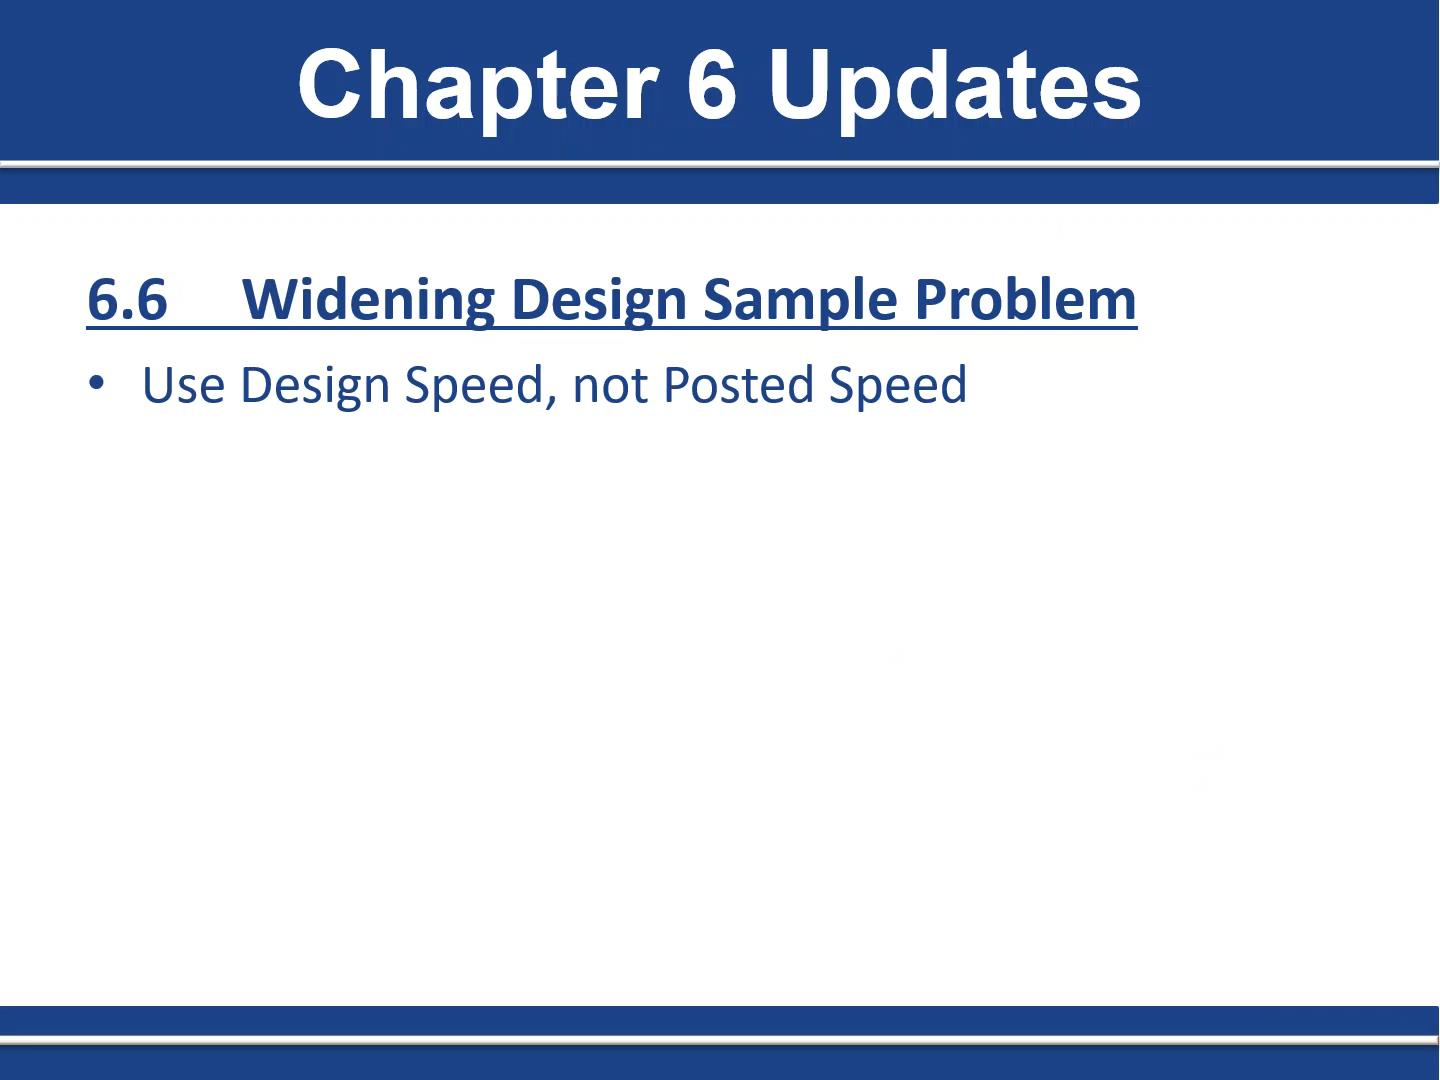 Chapter 6 Updates
6.6 Widening Design Sample Problem
• Use Design Speed, not Posted Speed